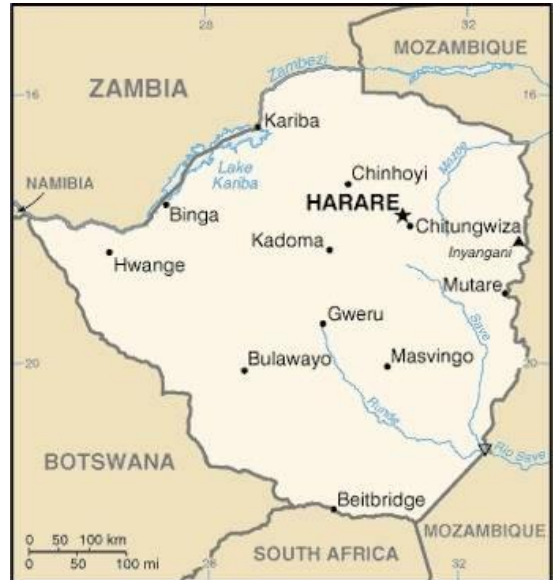 28
32
MOZAMBIQUE
Zambezi
ZAMBIA
16
16
Kariba
Lake
Kariba
Mazoe
Chinhoyi
NAMIBIA
HARARE
Binga
Chitungwiza
Kadoma
Inyangani
Hwange
Mutare
Gweru
Save
20
Bulawayo
Masvingo
20
Runde
BOTSWANA
Rio Save
Beitbridge
MOZAMBIQUE
0 50 100 km
0 50 100 mi
SOUTH AFRICA
28
32